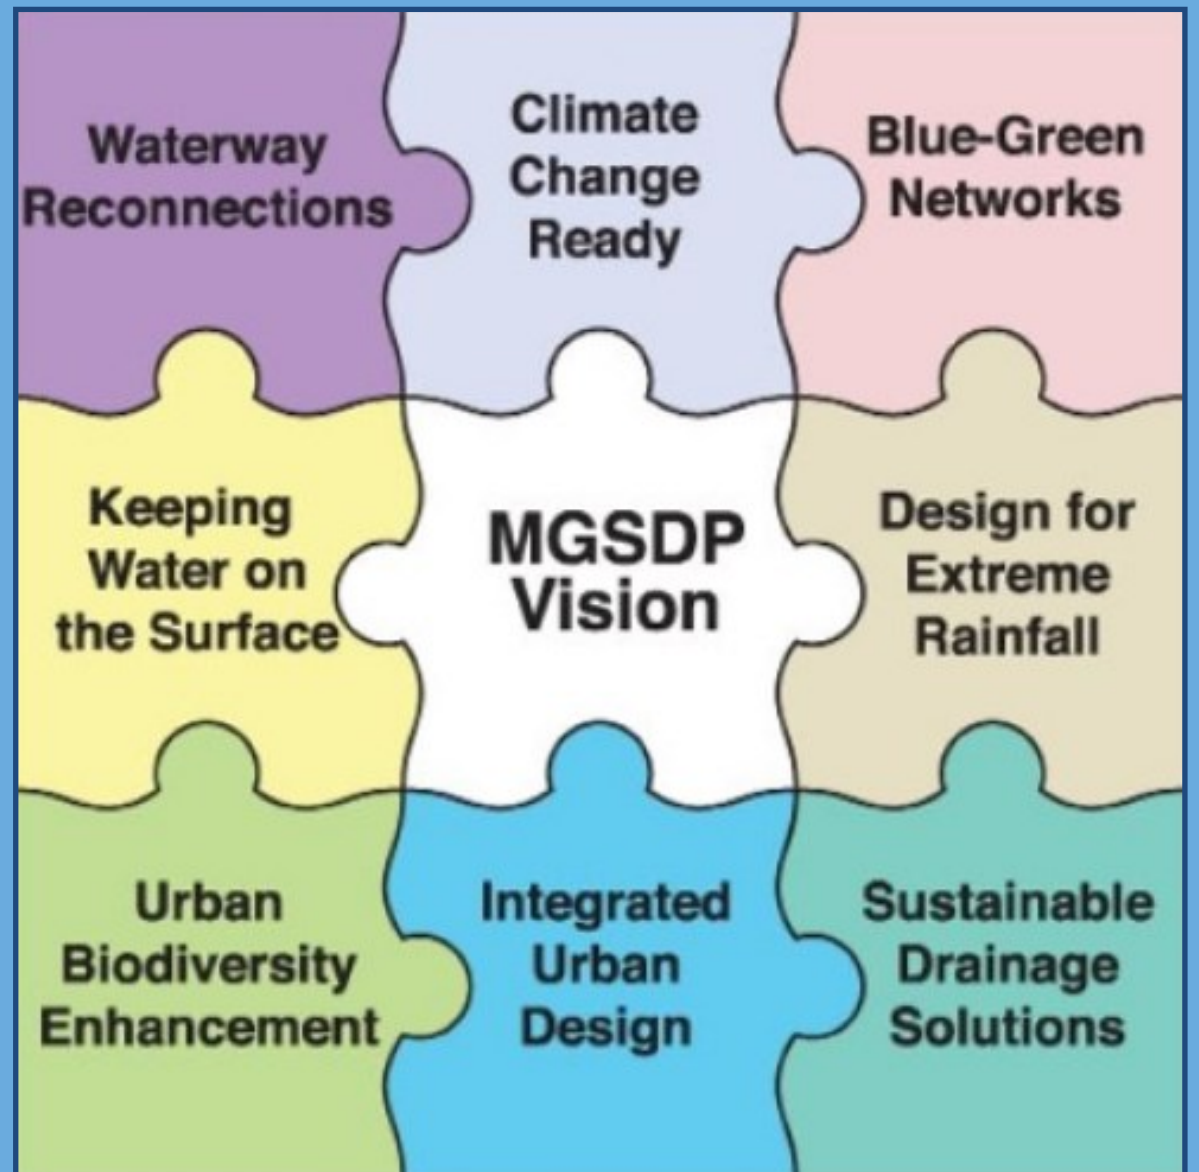 Waterway
Reconnections
Climate
Change
Ready
Blue-Green
Networks
Keeping
Water on
the Surface
MGSDP
Vision
Design for
Extreme
Rainfall
Urban
Biodiversity
Enhancement
Integrated
Urban
Design
Sustainable
Drainage
Solutions